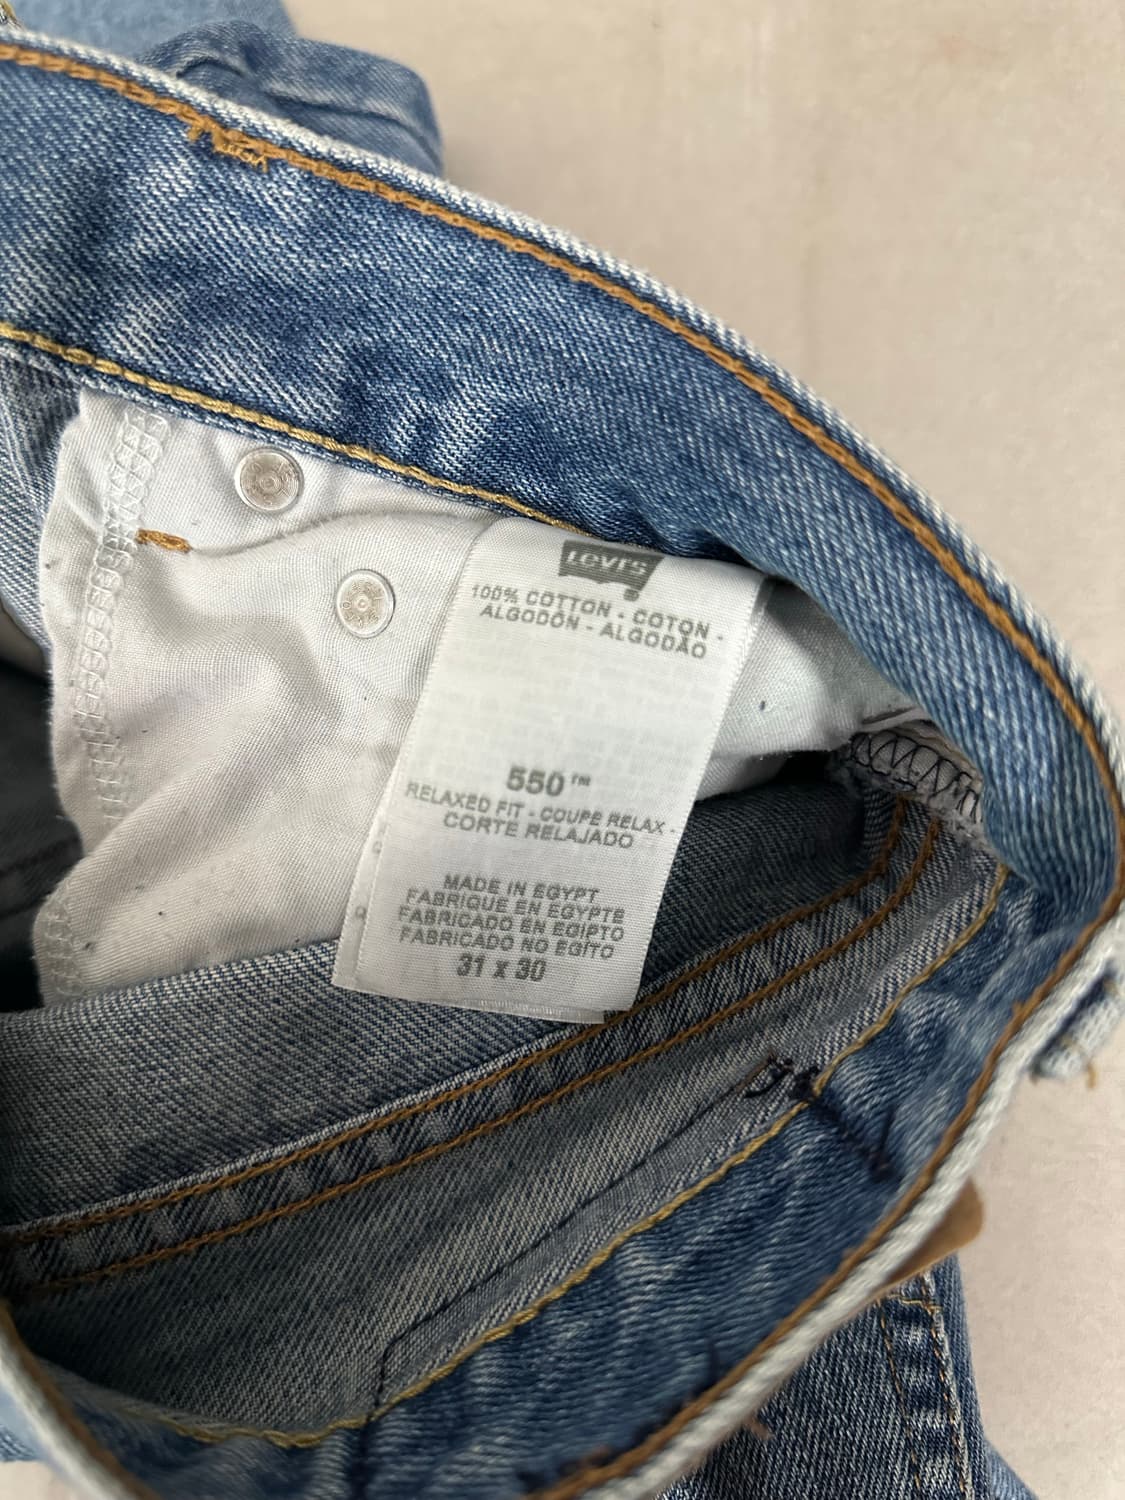 Levi's
100% COTTON - COTON -
ALGODÓN - ALGODÃO
550™
RELAXED FIT - COUPE RELAX -
CORTE RELAJADO
MADE IN EGYPT
FABRIQUE EN EGYPTE
FABRICADO EN EGIPTO
FABRICADO NO EGITO
31 x 30